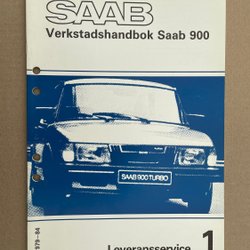 SAAB
Verkstadshandbok Saab 900
SAAB 900 TURBO
Leveransservice
1
1979-84